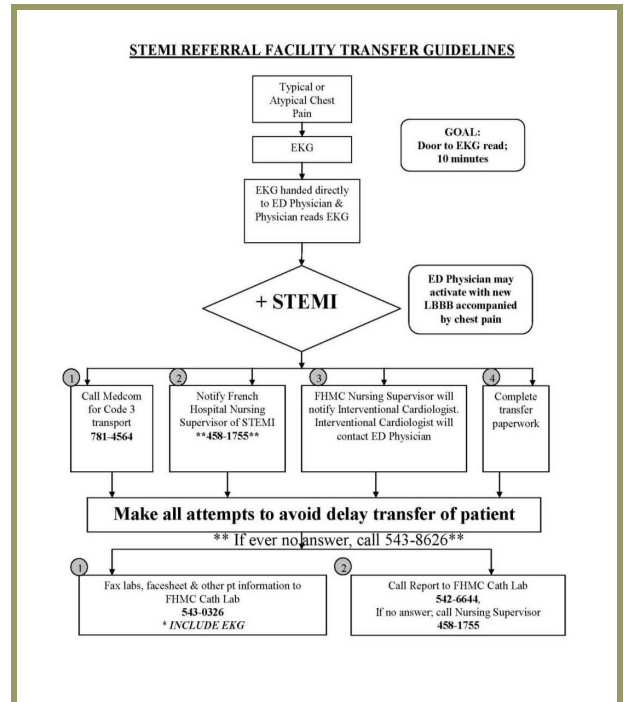 STEMI REFERRAL FACILITY TRANSFER GUIDELINES
Typical or
Atypical Chest
Pain
GOAL:
Door to EKG read;
10 minutes
EKG
EKG handed directly
to ED Physician &
Physician reads EKG
+ STEMI
ED Physician may
activate with new
LBBB accompanied
by chest pain
1
Call Medcom
for Code 3
transport
781-4564
2
Notify French
Hospital Nursing
Supervisor of STEMI
**458-1755**
3
FHMC Nursing Supervisor will
notify Interventional Cardiologist.
Interventional Cardiologist will
contact ED Physician
4
Complete
transfer
paperwork
Make all attempts to avoid delay transfer of patient
** If ever no answer, call 543-8626**
1
Fax labs, facesheet & other pt information to
FHMC Cath Lab
543-0326
* INCLUDE EKG
2
Call Report to FHMC Cath Lab
542-6644,
If no answer; call Nursing Supervisor
458-1755